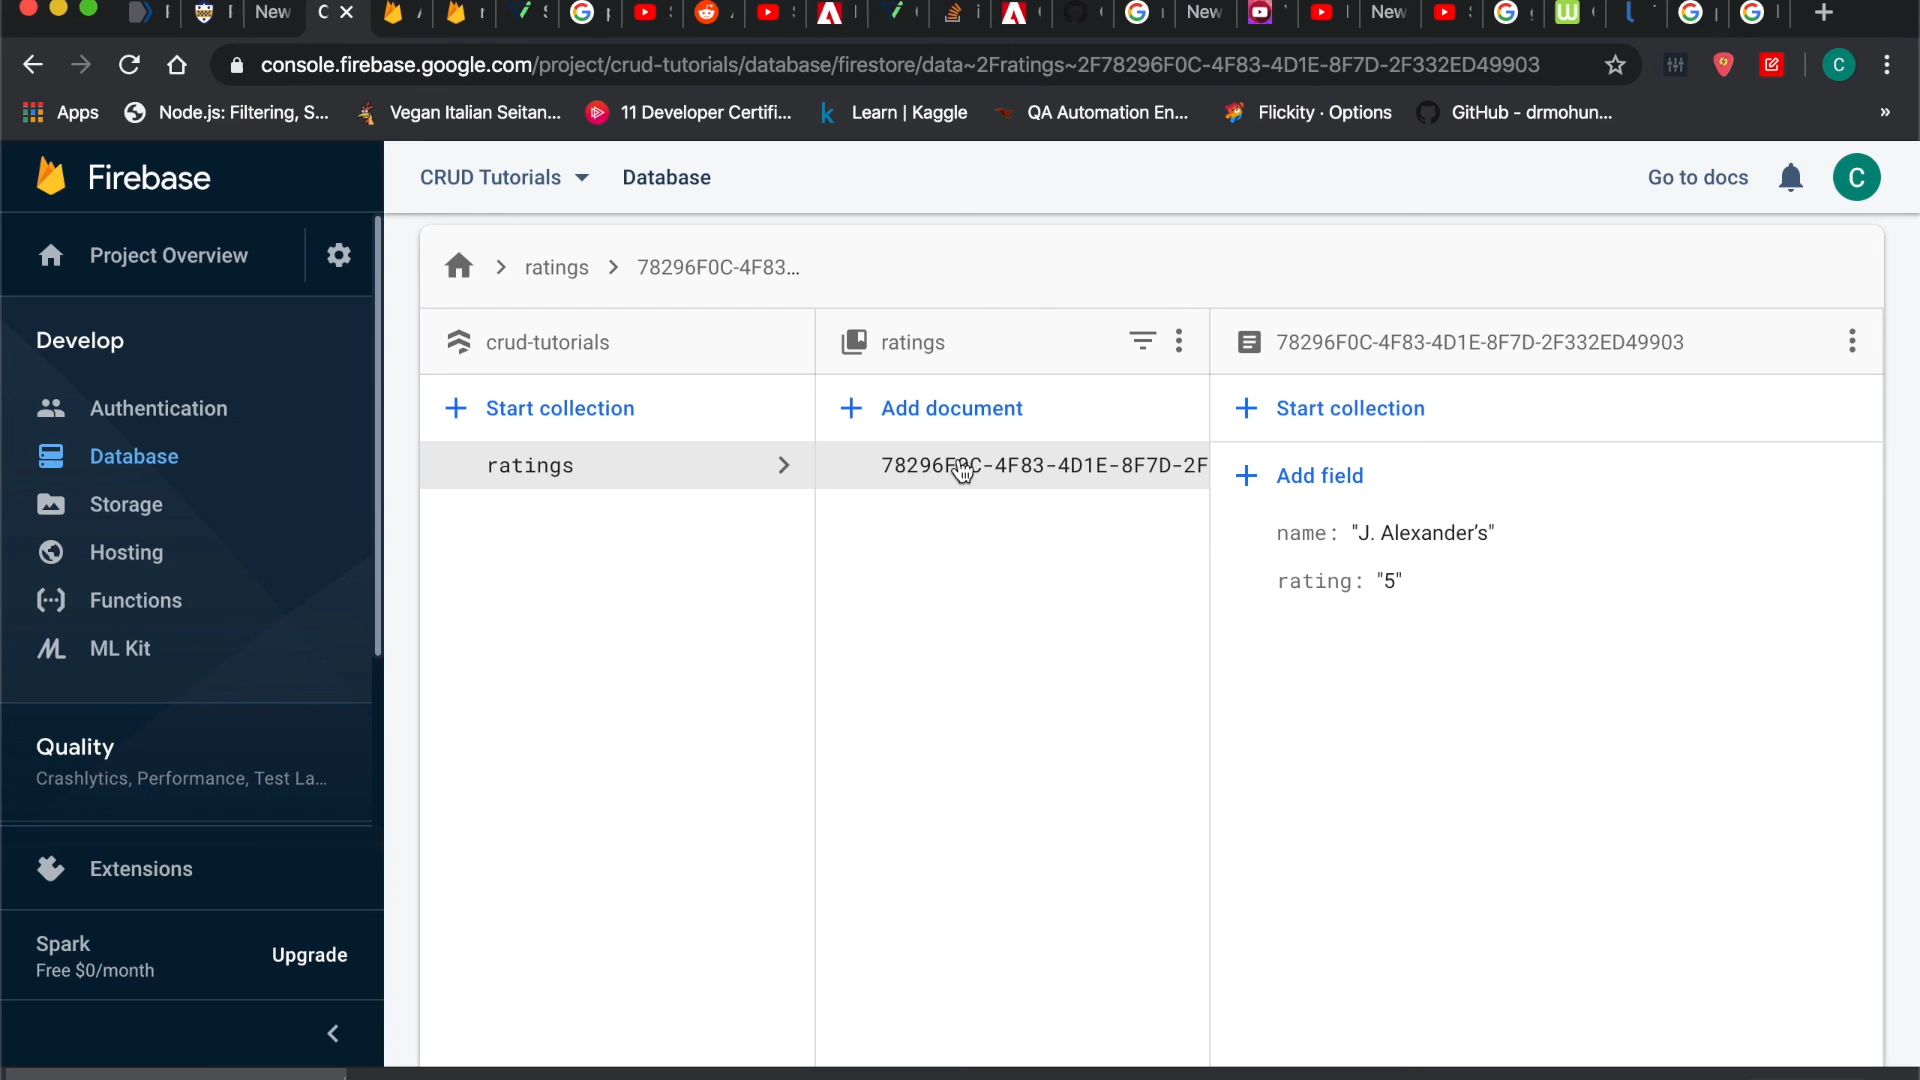 New
New
New
console.firebase.google.com/project/crud-tutorials/database/firestore/data~2Fratings~2F78296F0C-4F83-4D1E-8F7D-2F332ED49903
C
Apps
Node.js: Filtering, S...
Vegan Italian Seitan...
11 Developer Certifi...
Learn | Kaggle
QA Automation En...
Flickity · Options
GitHub - drmohun...
»
Firebase
CRUD Tutorials
Database
Go to docs
C
Project Overview
ratings
78296F0C-4F83...
Develop
crud-tutorials
ratings
78296F0C-4F83-4D1E-8F7D-2F332ED49903
Authentication
Start collection
Add document
Start collection
Database
ratings
78296F0C-4F83-4D1E-8F7D-2F
Add field
Storage
name: "J. Alexander's"
Hosting
rating: "5"
Functions
ML Kit
Quality
Crashlytics, Performance, Test La...
Extensions
Spark
Free $0/month
Upgrade